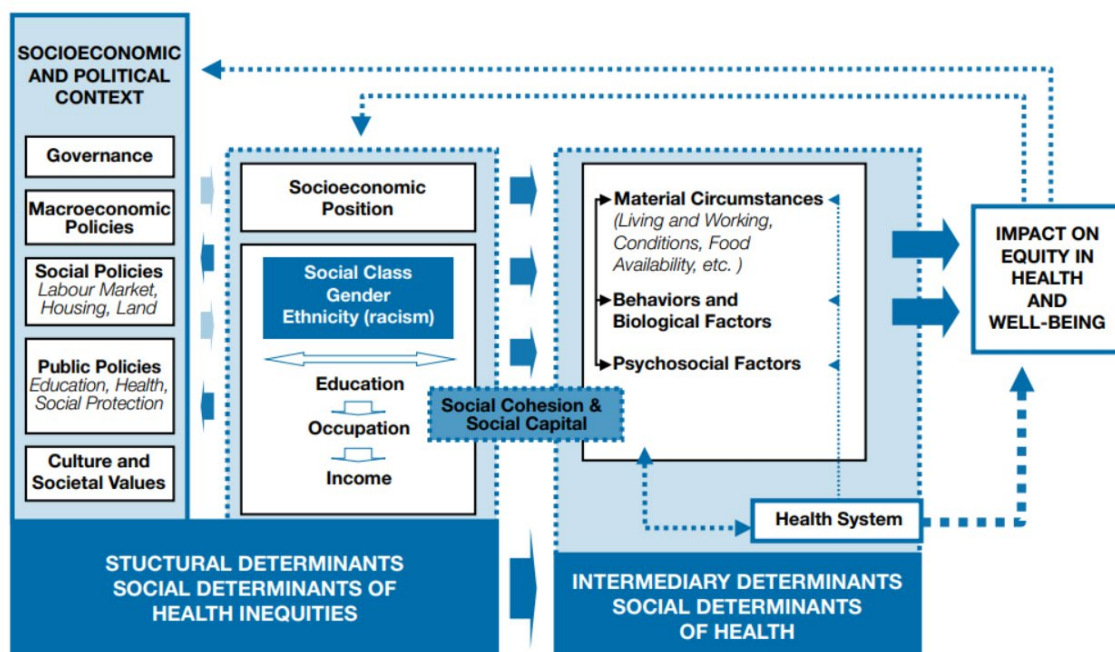 SOCIOECONOMIC
AND POLITICAL
CONTEXT
Governance
Macroeconomic
Policies
Social Policies
Labour Market,
Housing, Land
Public Policies
Education, Health,
Social Protection
Culture and
Societal Values
Socioeconomic
Position
Social Class
Gender
Ethnicity (racism)
Education
Occupation
Income
Social Cohesion &
Social Capital
Material Circumstances
(Living and Working,
Conditions, Food
Availability, etc. )
Behaviors and
Biological Factors
Psychosocial Factors
Health System
IMPACT ON
EQUITY IN
HEALTH
AND
WELL-BEING
STUCTURAL DETERMINANTS
SOCIAL DETERMINANTS OF
HEALTH INEQUITIES
INTERMEDIARY DETERMINANTS
SOCIAL DETERMINANTS
OF HEALTH